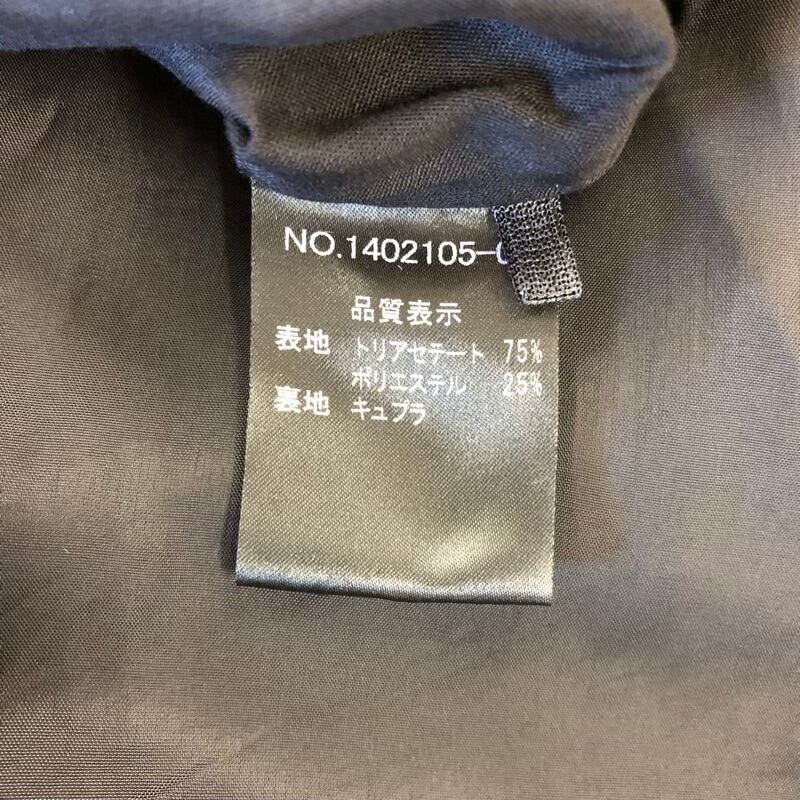 NO.1402105-
品質表示
表地 トリアセテート 75%
ポリエステル 25%
裏地 キュプラ